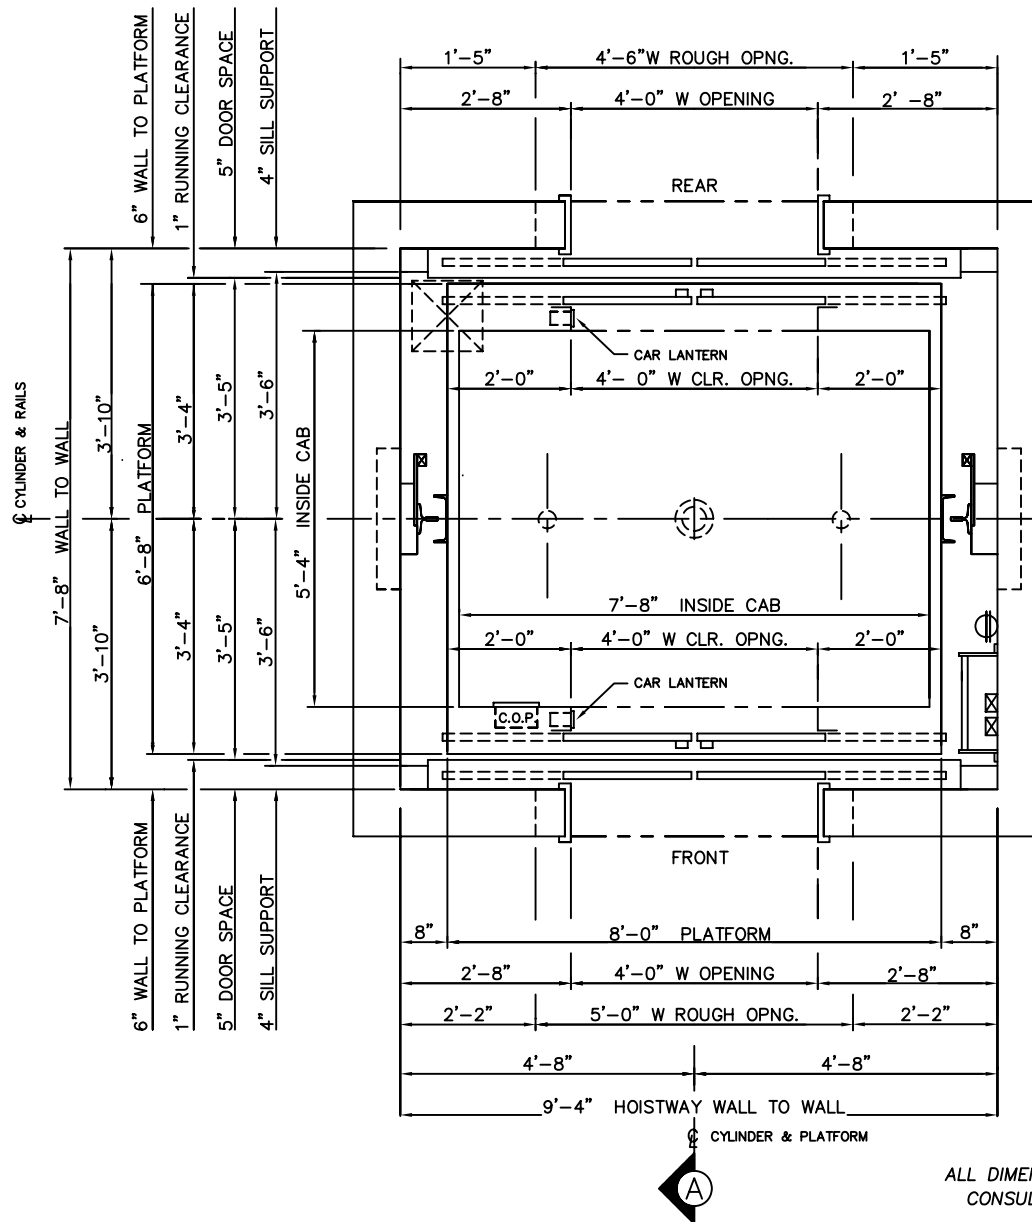 6" WALL TO PLATFORM
1" RUNNING CLEARANCE
5" DOOR SPACE
4" SILL SUPPORT
1'-5"
4'-6"W ROUGH OPNG.
1'-5"
2'-8"
4'-0" W OPENING
2' -8"
REAR
CAR LANTERN
2'-0"
4'- 0" W CLR. OPNG.
2'-0"
℄ CYLINDER & RAILS
7'-8" WALL TO WALL
3'-10"
3'-10"
6'-8" PLATFORM
3'-4"
3'-4"
3'-5"
3'-5"
3'-6"
3'-6"
5'-4" INSIDE CAB
7'-8" INSIDE CAB
2'-0"
4'-0" W CLR. OPNG.
2'-0"
CAR LANTERN
C.O.P.
FRONT
6" WALL TO PLATFORM
1" RUNNING CLEARANCE
5" DOOR SPACE
4" SILL SUPPORT
8"
8'-0" PLATFORM
8"
2'-8"
4'-0" W OPENING
2'-8"
2'-2"
5'-0" W ROUGH OPNG.
2'-2"
4'-8"
4'-8"
9'-4" HOISTWAY WALL TO WALL
℄ CYLINDER & PLATFORM
A
ALL DIME
CONSUL